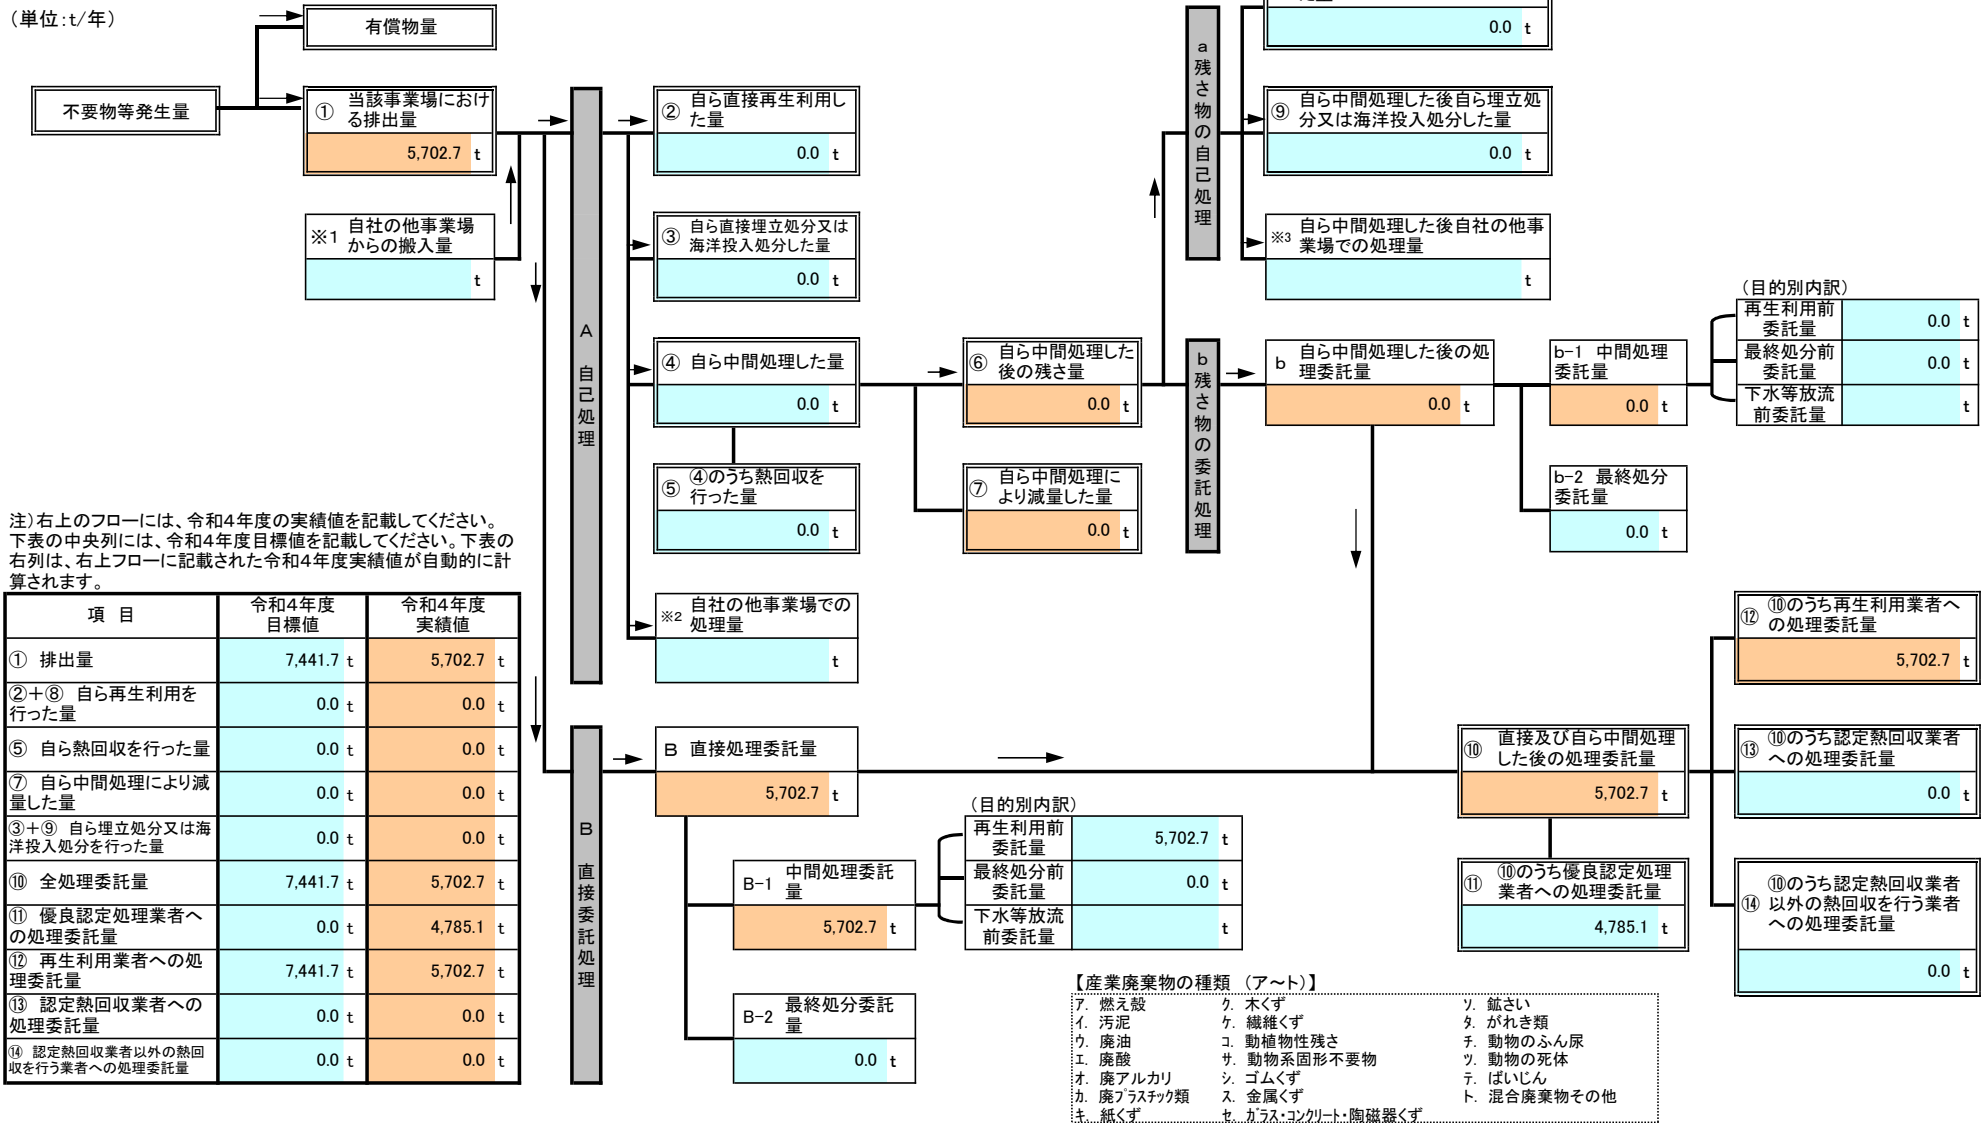 （単位：t/年）
有償物量
不要物等発生量
① 当該事業場におけ
る排出量
5,702.7 t
※1 自社の他事業場
からの搬入量
t
A 自己処理
② 自ら直接再生利用し
た量
0.0 t
③ 自ら直接埋立処分又は
海洋投入処分した量
0.0 t
④ 自ら中間処理した量
0.0 t
⑤ ④のうち熱回収を
行った量
0.0 t
※2 自社の他事業場での
処理量
t
⑥ 自ら中間処理した
後の残さ量
0.0 t
⑦ 自ら中間処理に
より減量した量
0.0 t
a 残さ物の自己処理
0.0 t
⑨ 自ら中間処理した後自ら埋立処
分又は海洋投入処分した量
0.0 t
※3 自ら中間処理した後自社の他事
業場での処理量
t
b 残さ物の委託処理
b 自ら中間処理した後の処
理委託量
0.0 t
b-1 中間処理
委託量
0.0 t
b-2 最終処分
委託量
0.0 t
（目的別内訳）
再生利用前
委託量
0.0 t
最終処分前
委託量
0.0 t
下水等放流
前委託量
t
注）右上のフローには、令和4年度の実績値を記載してください。
下表の中央列には、令和4年度目標値を記載してください。下表の
右列は、右上フローに記載された令和4年度実績値が自動的に計
算されます。
項 目
令和4年度
目標値
令和4年度
実績値
① 排出量
7,441.7 t 5,702.7 t
②+⑧ 自ら再生利用を
行った量
0.0 t 0.0 t
⑤ 自ら熱回収を行った量
0.0 t 0.0 t
⑦ 自ら中間処理により減
量した量
0.0 t 0.0 t
③+⑨ 自ら埋立処分又は海
洋投入処分を行った量
0.0 t 0.0 t
⑩ 全処理委託量
7,441.7 t 5,702.7 t
⑪ 優良認定処理業者へ
の処理委託量
0.0 t 4,785.1 t
⑫ 再生利用業者への処
理委託量
7,441.7 t 5,702.7 t
⑬ 認定熱回収業者への
処理委託量
0.0 t 0.0 t
⑭ 認定熱回収業者以外の熱回
収を行う業者への処理委託量
0.0 t 0.0 t
B 直接委託処理
B 直接処理委託量
5,702.7 t
B-1 中間処理委託
量
5,702.7 t
B-2 最終処分委託
量
0.0 t
（目的別内訳）
再生利用前
委託量
5,702.7 t
最終処分前
委託量
0.0 t
下水等放流
前委託量
t
⑩ 直接及び自ら中間処理
した後の処理委託量
5,702.7 t
⑪ ⑩のうち優良認定処理
業者への処理委託量
4,785.1 t
⑫ ⑩のうち再生利用業者へ
の処理委託量
5,702.7 t
⑬ ⑩のうち認定熱回収業者
への処理委託量
0.0 t
⑭ ⑩のうち認定熱回収業者
以外の熱回収を行う業者
への処理委託量
0.0 t
【産業廃棄物の種類 （ア～ト）】
ア. 燃え殻
イ. 汚泥
ウ. 廃油
エ. 廃酸
オ. 廃アルカリ
カ. 廃プラスチック類
キ. 紙くず
ク. 木くず
ケ. 繊維くず
コ. 動植物性残さ
サ. 動物系固形不要物
シ. ゴムくず
ス. 金属くず
セ. ガラス・コンクリート・陶磁器くず
ソ. 鉱さい
タ. がれき類
チ. 動物のふん尿
ツ. 動物の死体
テ. ばいじん
ト. 混合廃棄物その他